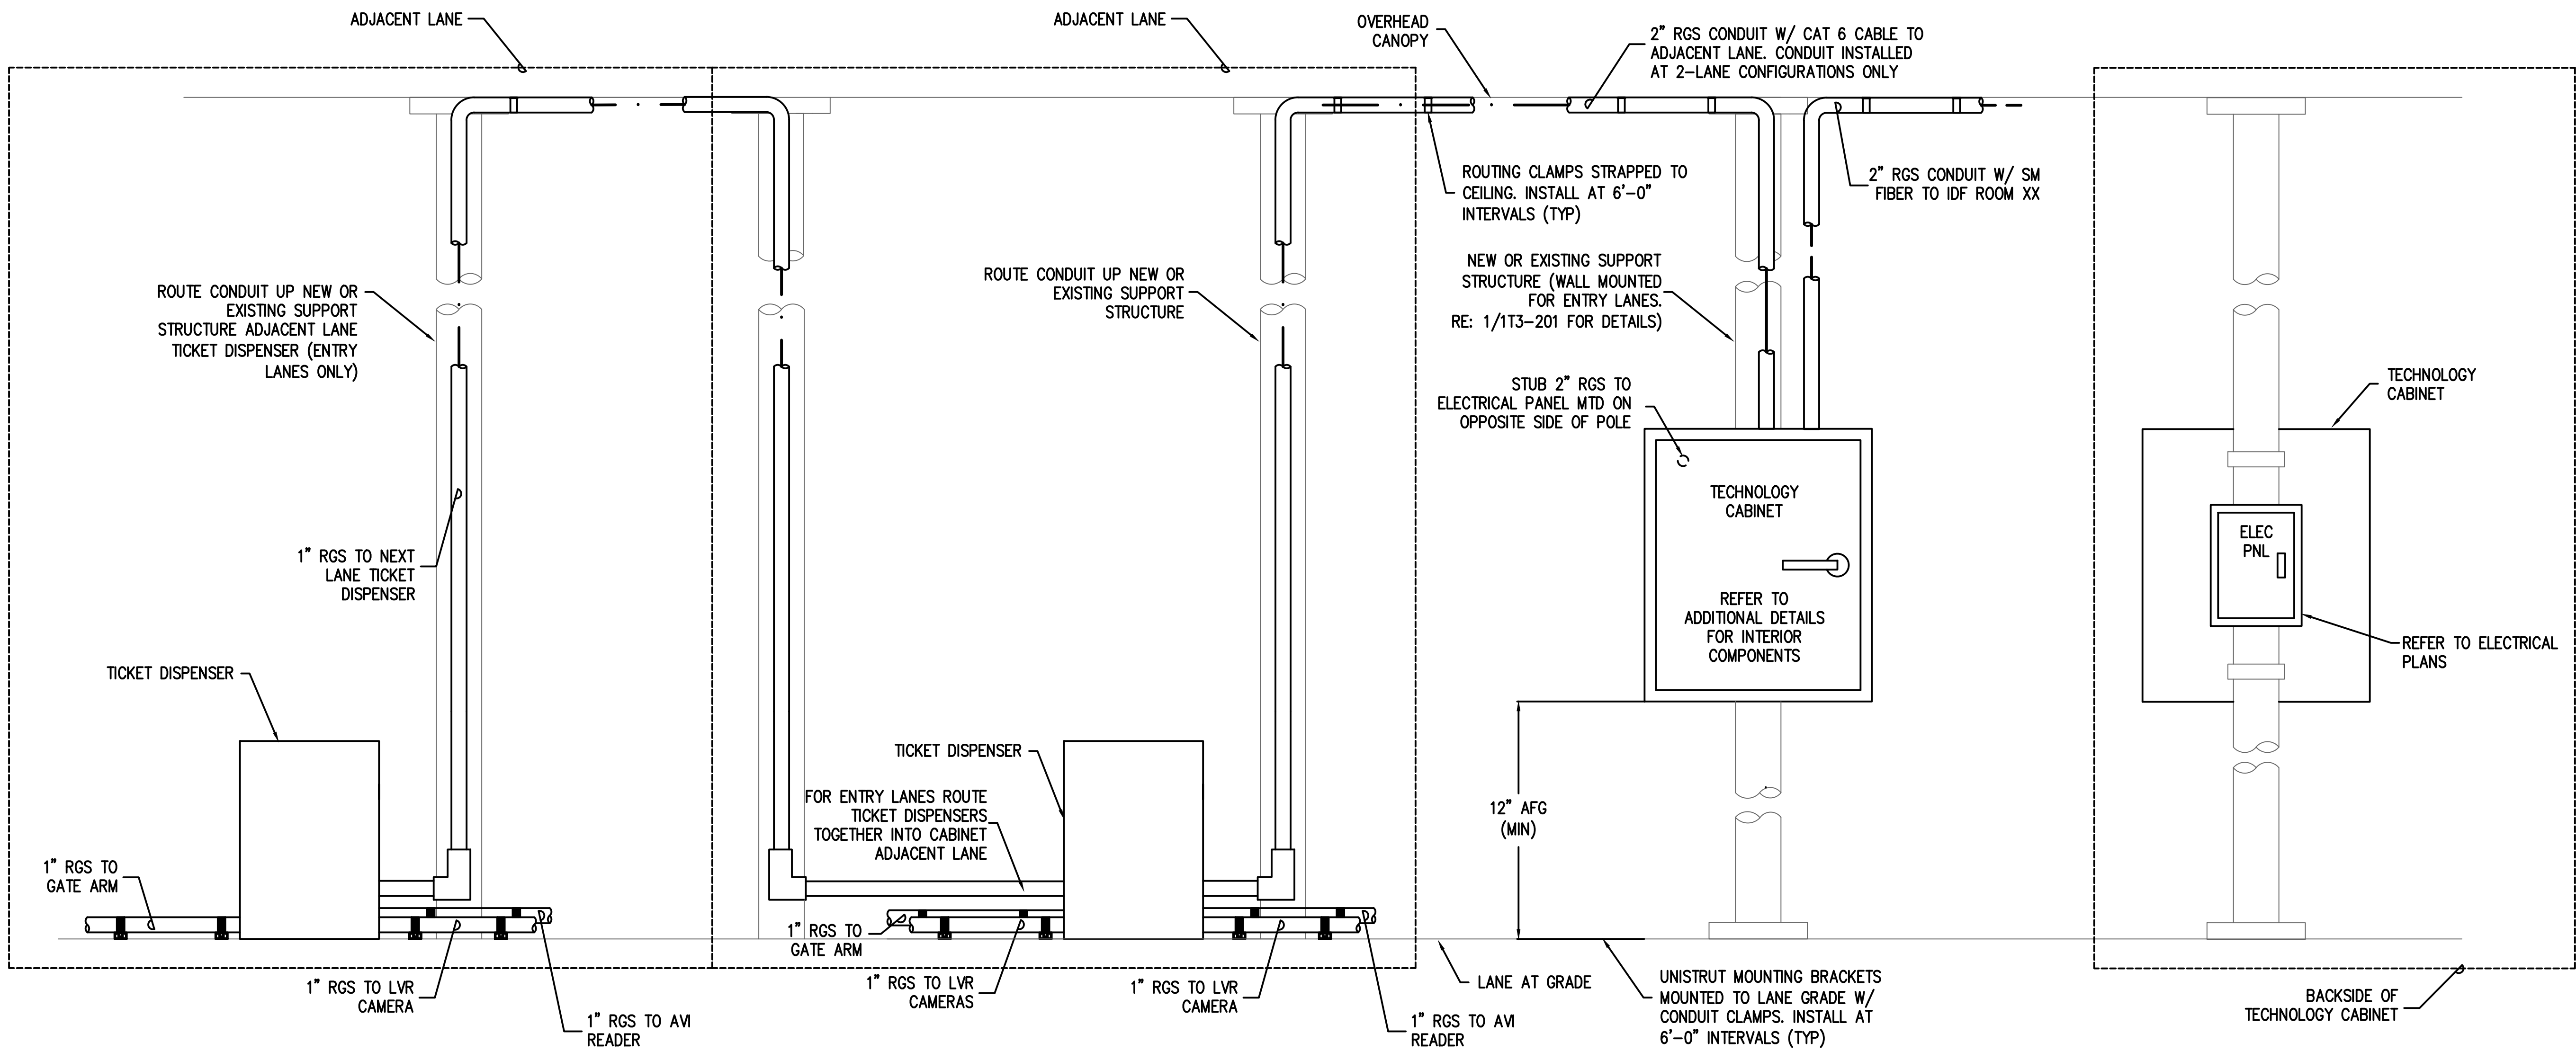 ADJACENT LANE
ADJACENT LANE
OVERHEAD
CANOPY
2" RGS CONDUIT W/ CAT 6 CABLE TO
ADJACENT LANE. CONDUIT INSTALLED
AT 2-LANE CONFIGURATIONS ONLY
ROUTING CLAMPS STRAPPED TO
CEILING. INSTALL AT 6'-0"
INTERVALS (TYP)
2" RGS CONDUIT W/ SM
FIBER TO IDF ROOM XX
ROUTE CONDUIT UP NEW OR
EXISTING SUPPORT
STRUCTURE ADJACENT LANE
TICKET DISPENSER (ENTRY
LANES ONLY)
ROUTE CONDUIT UP NEW OR
EXISTING SUPPORT
STRUCTURE
NEW OR EXISTING SUPPORT
STRUCTURE (WALL MOUNTED
FOR ENTRY LANES.
RE: 1/1T3-201 FOR DETAILS)
STUB 2" RGS TO
ELECTRICAL PANEL MTD ON
OPPOSITE SIDE OF POLE
TECHNOLOGY
CABINET
TECHNOLOGY
CABINET
REFER TO
ADDITIONAL DETAILS
FOR INTERIOR
COMPONENTS
ELEC
PNL
REFER TO ELECTRICAL
PLANS
1" RGS TO NEXT
LANE TICKET
DISPENSER
TICKET DISPENSER
TICKET DISPENSER
FOR ENTRY LANES ROUTE
TICKET DISPENSERS
TOGETHER INTO CABINET
ADJACENT LANE
12" AFG
(MIN)
1" RGS TO
GATE ARM
1" RGS TO
GATE ARM
1" RGS TO LVR
CAMERA
1" RGS TO AVI
READER
1" RGS TO LVR
CAMERAS
1" RGS TO LVR
CAMERA
1" RGS TO AVI
READER
LANE AT GRADE
UNISTRUT MOUNTING BRACKETS
MOUNTED TO LANE GRADE W/
CONDUIT CLAMPS. INSTALL AT
6'-0" INTERVALS (TYP)
BACKSIDE OF
TECHNOLOGY CABINET